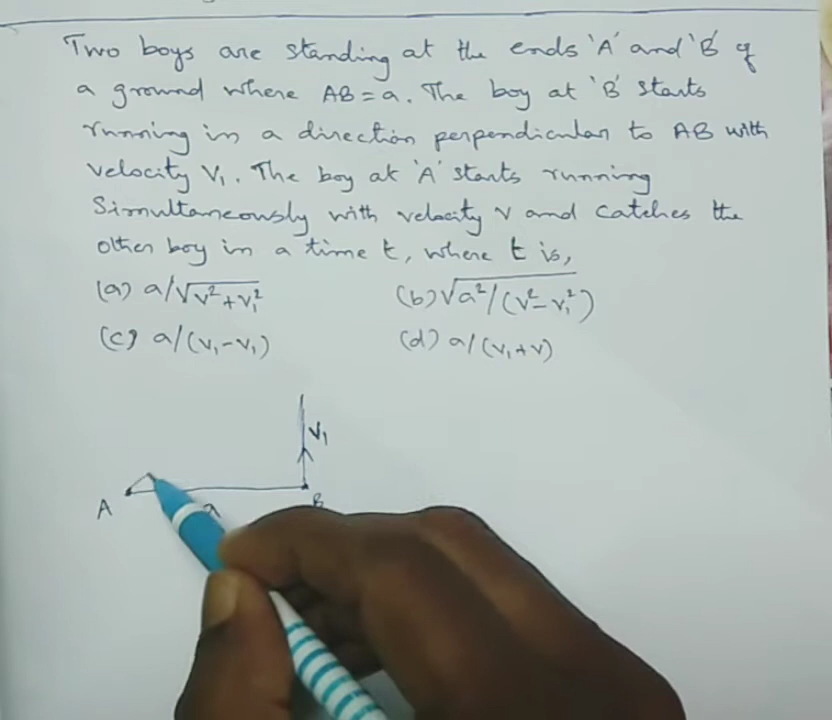 Two boys are standing at the ends 'A' and 'B' of
a ground where AB = a. The boy at 'B' starts
running in a direction perpendicular to AB with
velocity V₁. The boy at 'A' starts running
Simultaneously with velocity v and catches the
other boy in a time t, where t is,
(a) a/√v²+v₁² (b) √a²/(v²-v₁²)
(c) a/(v₁-v₁) (d) a/(v₁+v)
V₁
A a B